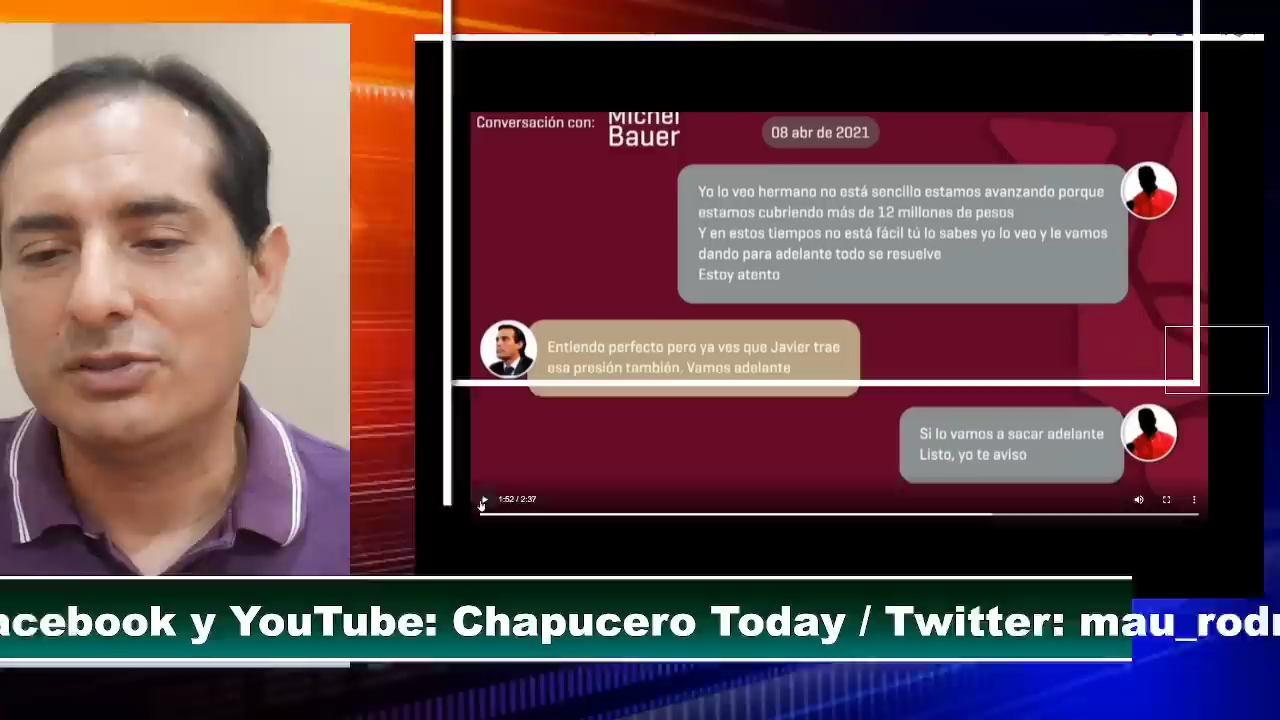 Conversación con:
Michel
Bauer
08 abr de 2021
Yo lo veo hermano no está sencillo estamos avanzando porque
estamos cubriendo más de 12 millones de pesos
Y en estos tiempos no está fácil tú lo sabes yo lo veo y le vamos
dando para adelante todo se resuelve
Estoy atento
Entiendo perfecto pero ya ves que Javier trae
esa presión también. Vamos adelante
Si lo vamos a sacar adelante
Listo, yo te aviso
1:52 / 2:37
acebook y YouTube: Chapucero Today / Twitter: mau_rod